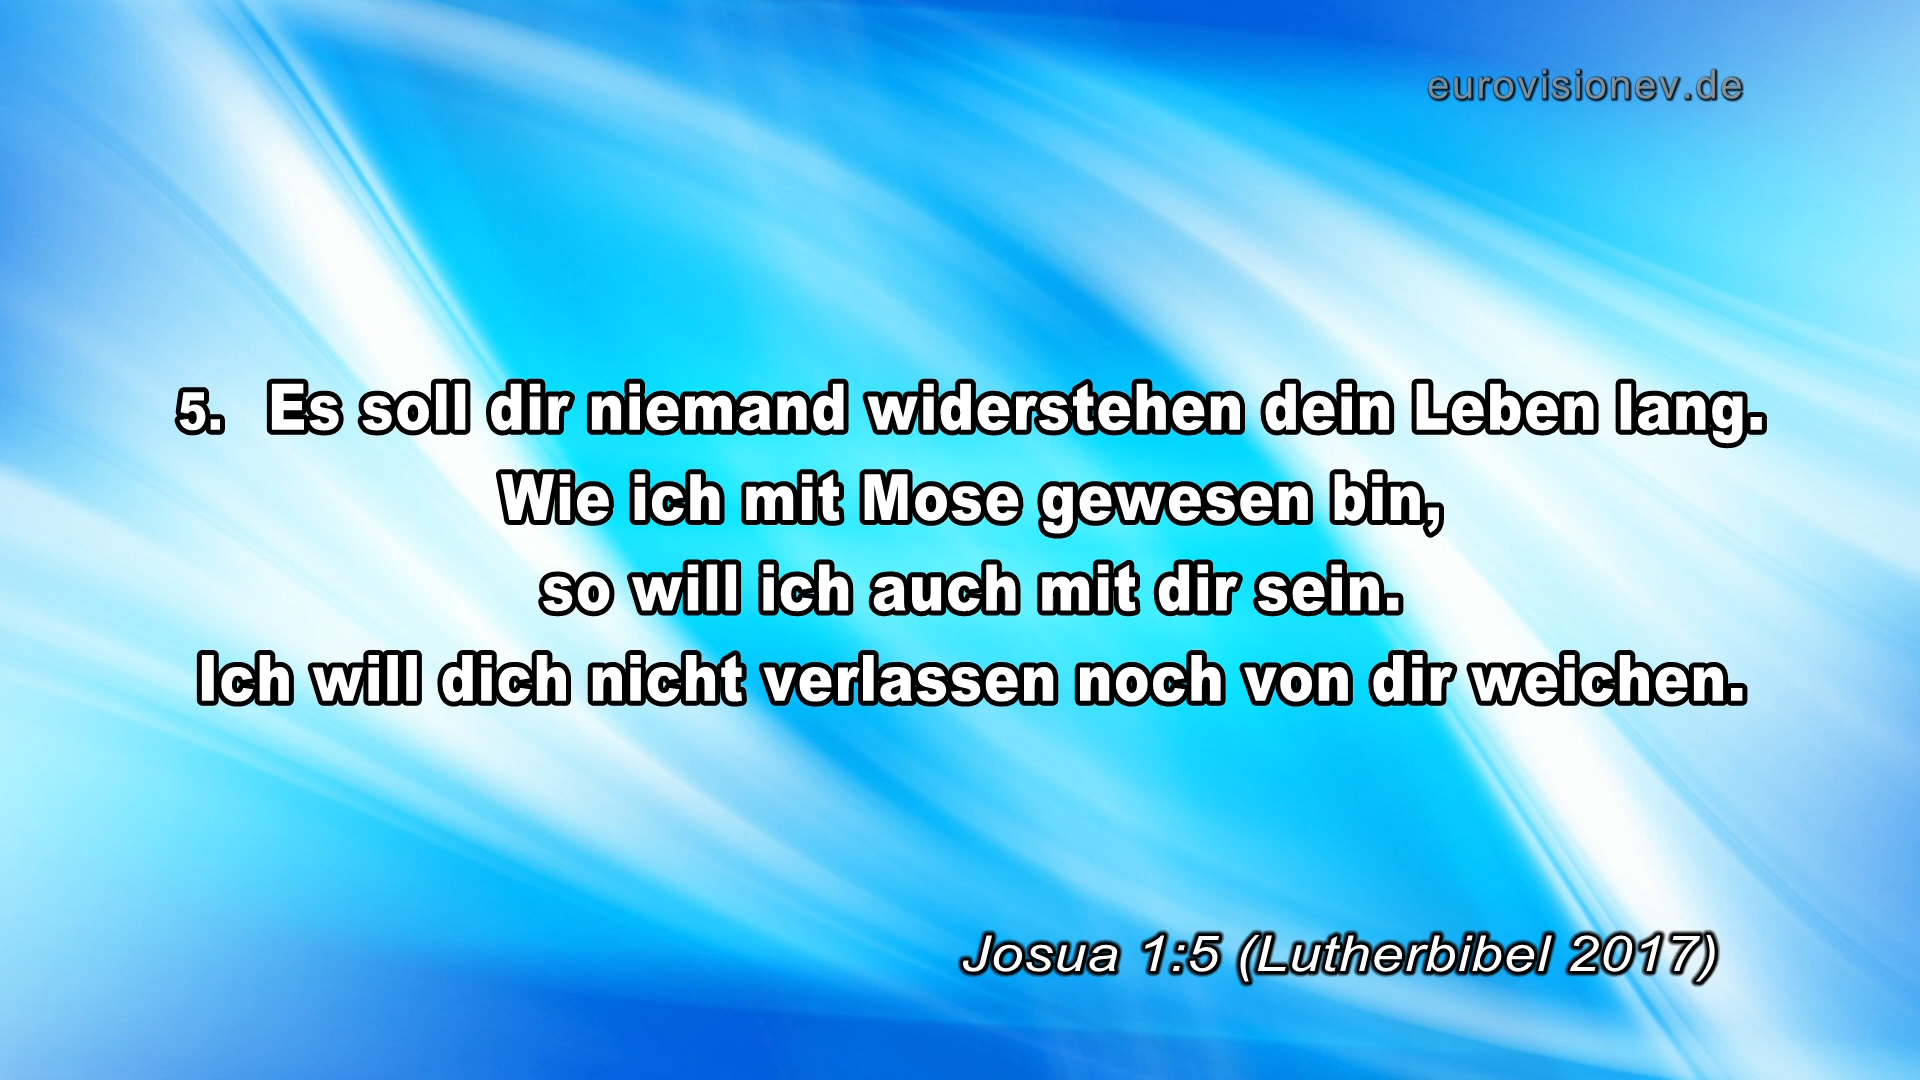 eurovisionev.de
5. Es soll dir niemand widerstehen dein Leben lang.
Wie ich mit Mose gewesen bin,
so will ich auch mit dir sein.
Ich will dich nicht verlassen noch von dir weichen.
Josua 1:5 (Lutherbibel 2017)